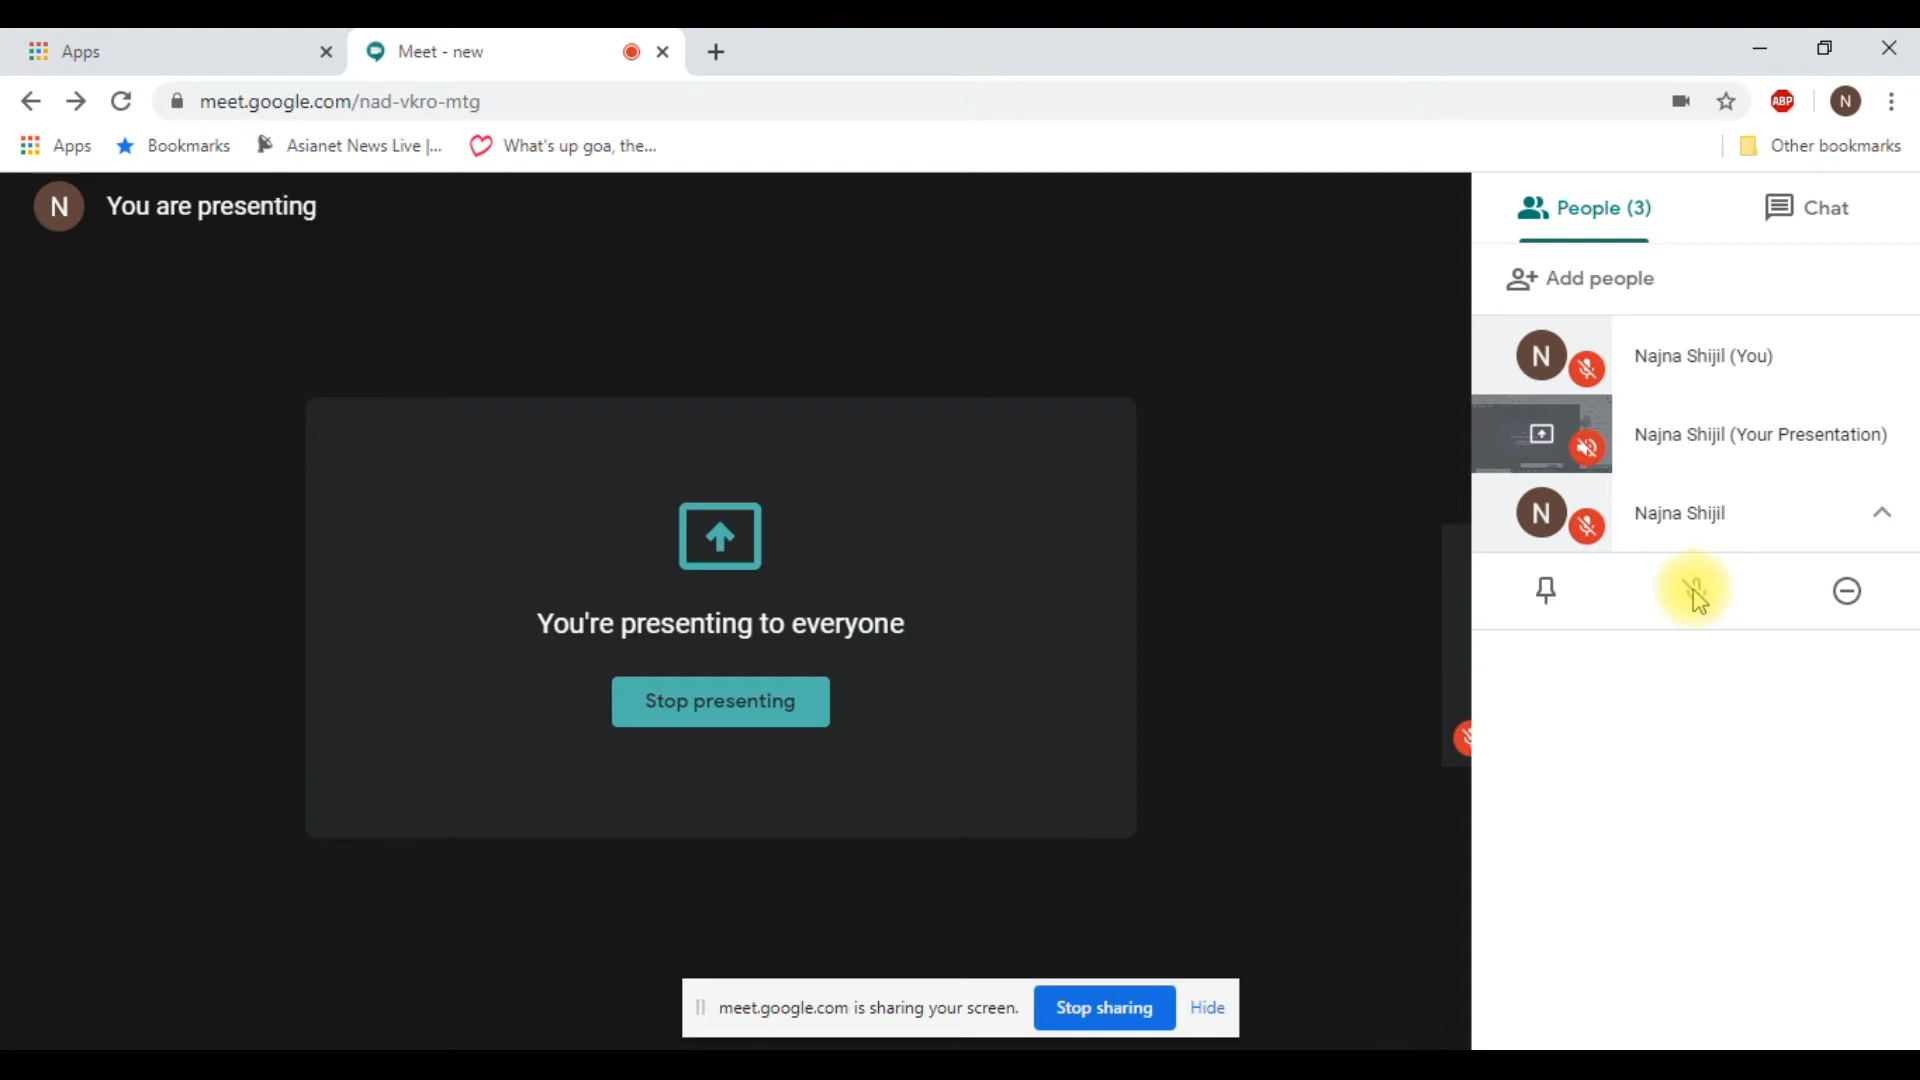 Apps
Meet - new
meet.google.com/nad-vkro-mtg
ABP
N
Apps
Bookmarks
Asianet News Live |...
What's up goa, the...
Other bookmarks
N
You are presenting
People (3)
Chat
Add people
N
Najna Shijil (You)
Najna Shijil (Your Presentation)
N
Najna Shijil
You're presenting to everyone
Stop presenting
meet.google.com is sharing your screen.
Stop sharing
Hide